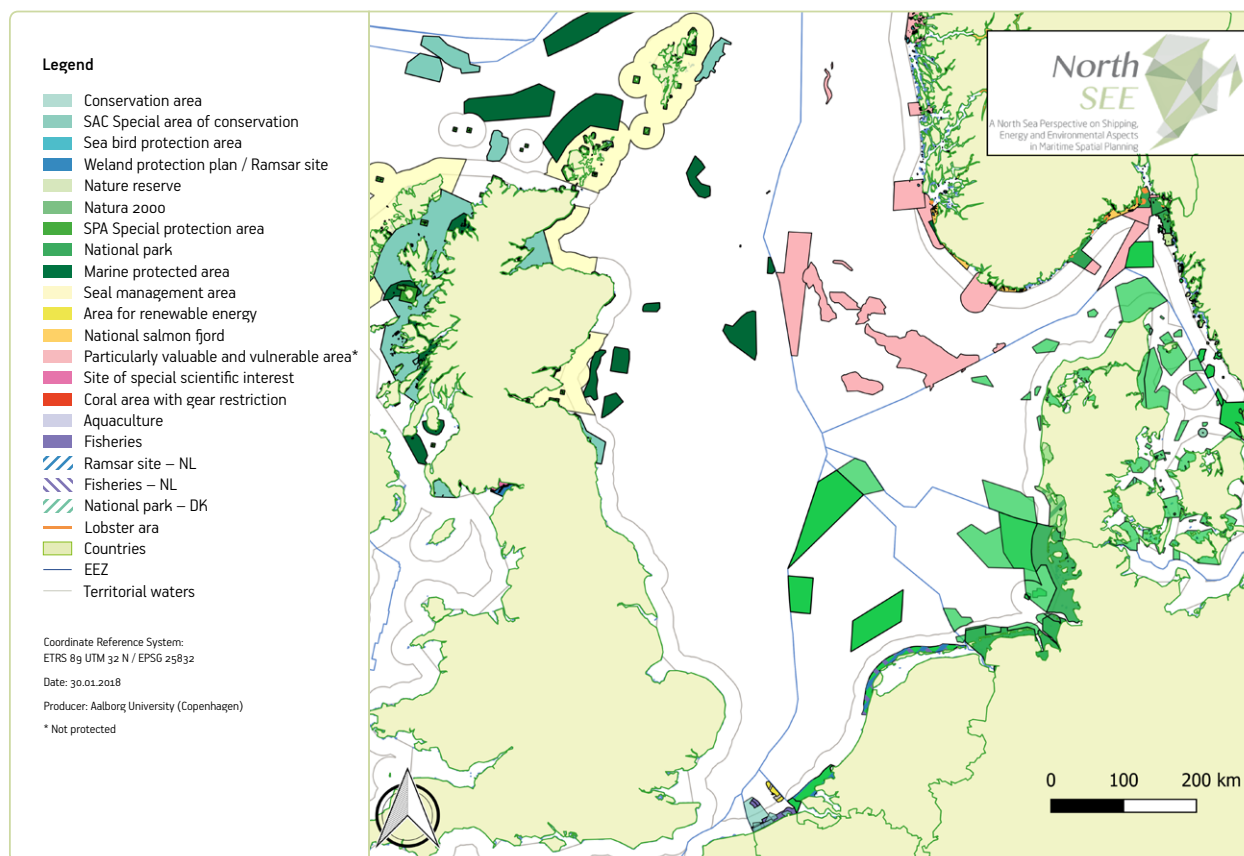 Legend
Conservation area
SAC Special area of conservation
Sea bird protection area
Weland protection plan / Ramsar site
Nature reserve
Natura 2000
SPA Special protection area
National park
Marine protected area
Seal management area
Area for renewable energy
National salmon fjord
Particularly valuable and vulnerable area*
Site of special scientific interest
Coral area with gear restriction
Aquaculture
Fisheries
Ramsar site – NL
Fisheries – NL
National park – DK
Lobster ara
Countries
EEZ
Territorial waters
Coordinate Reference System:
ETRS 89 UTM 32 N / EPSG 25832
Date: 30.01.2018
Producer: Aalborg University (Copenhagen)
* Not protected
North
SEE
A North Sea Perspective on Shipping,
Energy and Environmental Aspects
in Maritime Spatial Planning
0 100 200 km